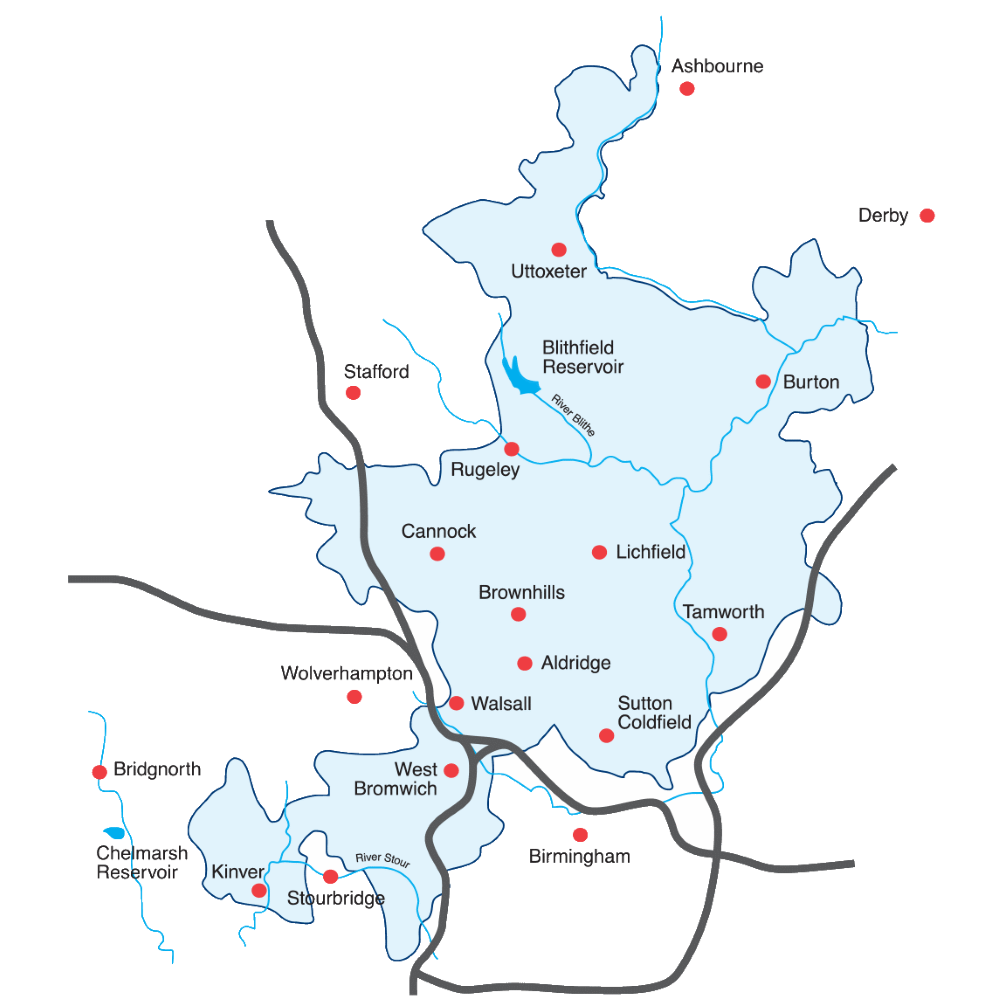 Ashbourne
Derby
Uttoxeter
Blithfield
Reservoir
Stafford
Burton
River Blithe
Rugeley
Cannock
Lichfield
Brownhills
Tamworth
Aldridge
Wolverhampton
Walsall
Sutton
Coldfield
Bridgnorth
West
Bromwich
Chelmarsh
Reservoir
Birmingham
River Stour
Kinver
Stourbridge